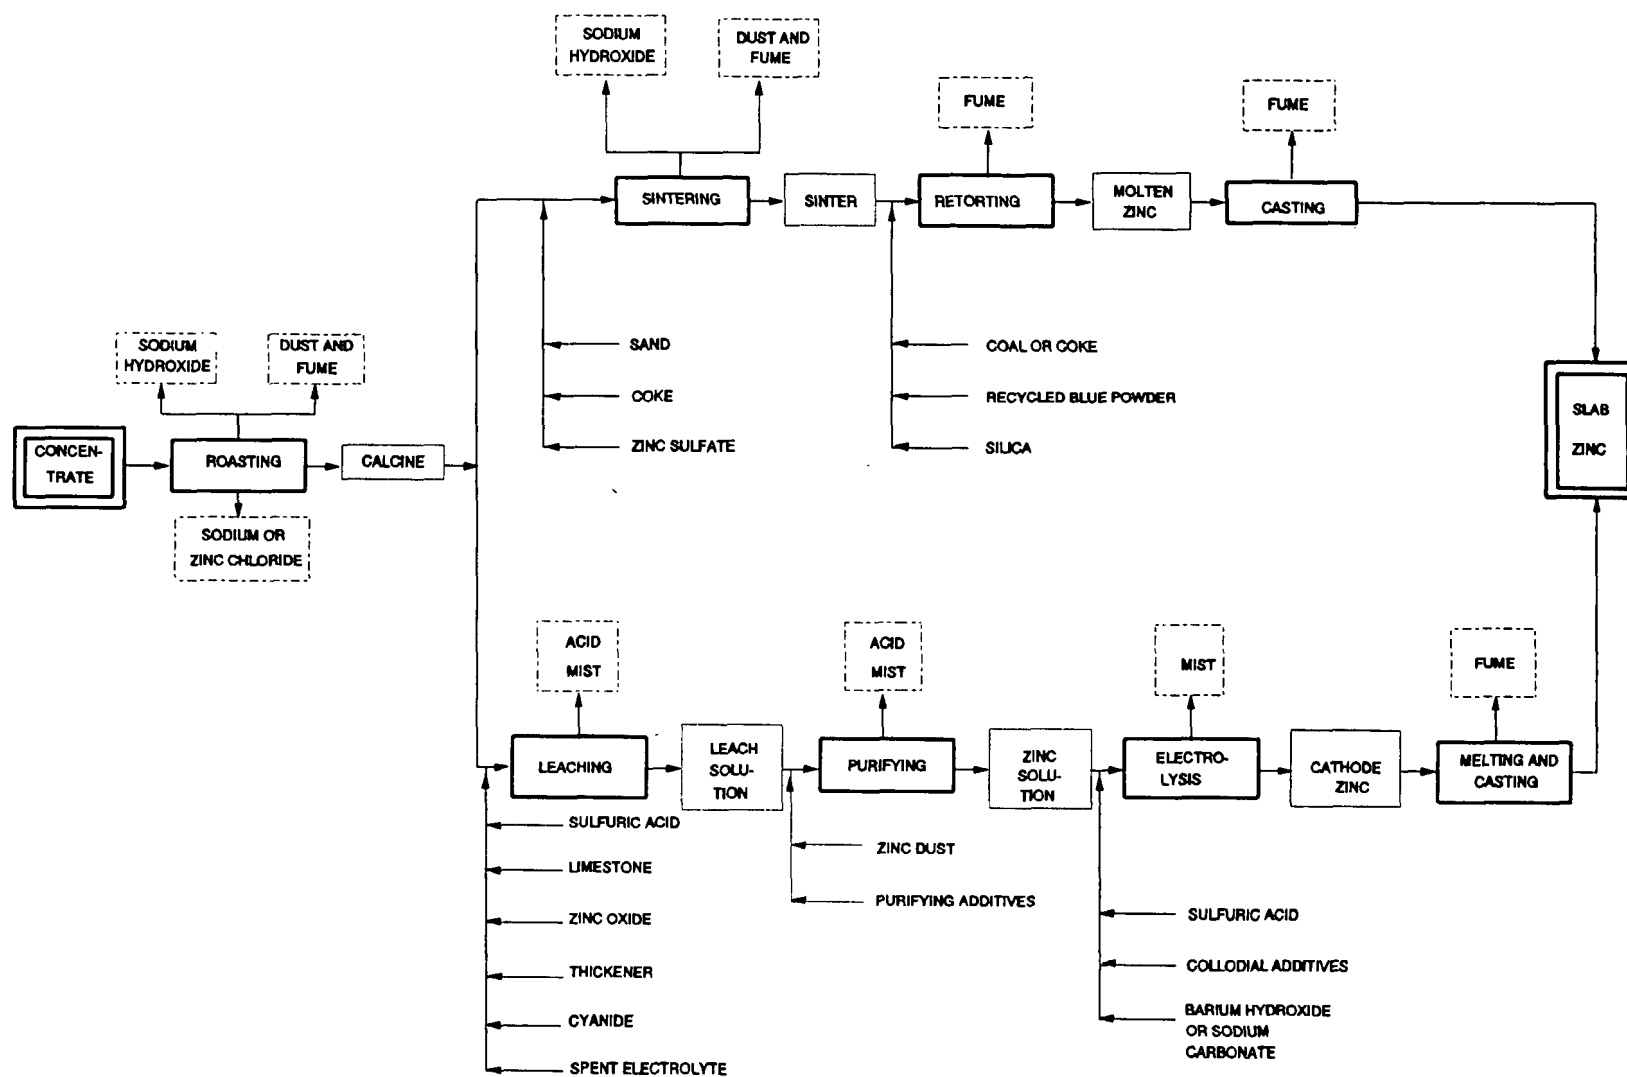 SODIUM
HYDROXIDE
DUST AND
FUME
FUME
FUME
SINTERING
SINTER
RETORTING
MOLTEN
ZINC
CASTING
SAND
COKE
ZINC SULFATE
COAL OR COKE
RECYCLED BLUE POWDER
SILICA
SODIUM
HYDROXIDE
DUST AND
FUME
CONCEN-
TRATE
ROASTING
CALCINE
SODIUM OR
ZINC CHLORIDE
SLAB
ZINC
ACID
MIST
ACID
MIST
MIST
FUME
LEACHING
LEACH
SOLU-
TION
PURIFYING
ZINC
SOLU-
TION
ELECTRO-
LYSIS
CATHODE
ZINC
MELTING AND
CASTING
SULFURIC ACID
LIMESTONE
ZINC OXIDE
THICKENER
CYANIDE
SPENT ELECTROLYTE
ZINC DUST
PURIFYING ADDITIVES
SULFURIC ACID
COLLODIAL ADDITIVES
BARIUM HYDROXIDE
OR SODIUM
CARBONATE